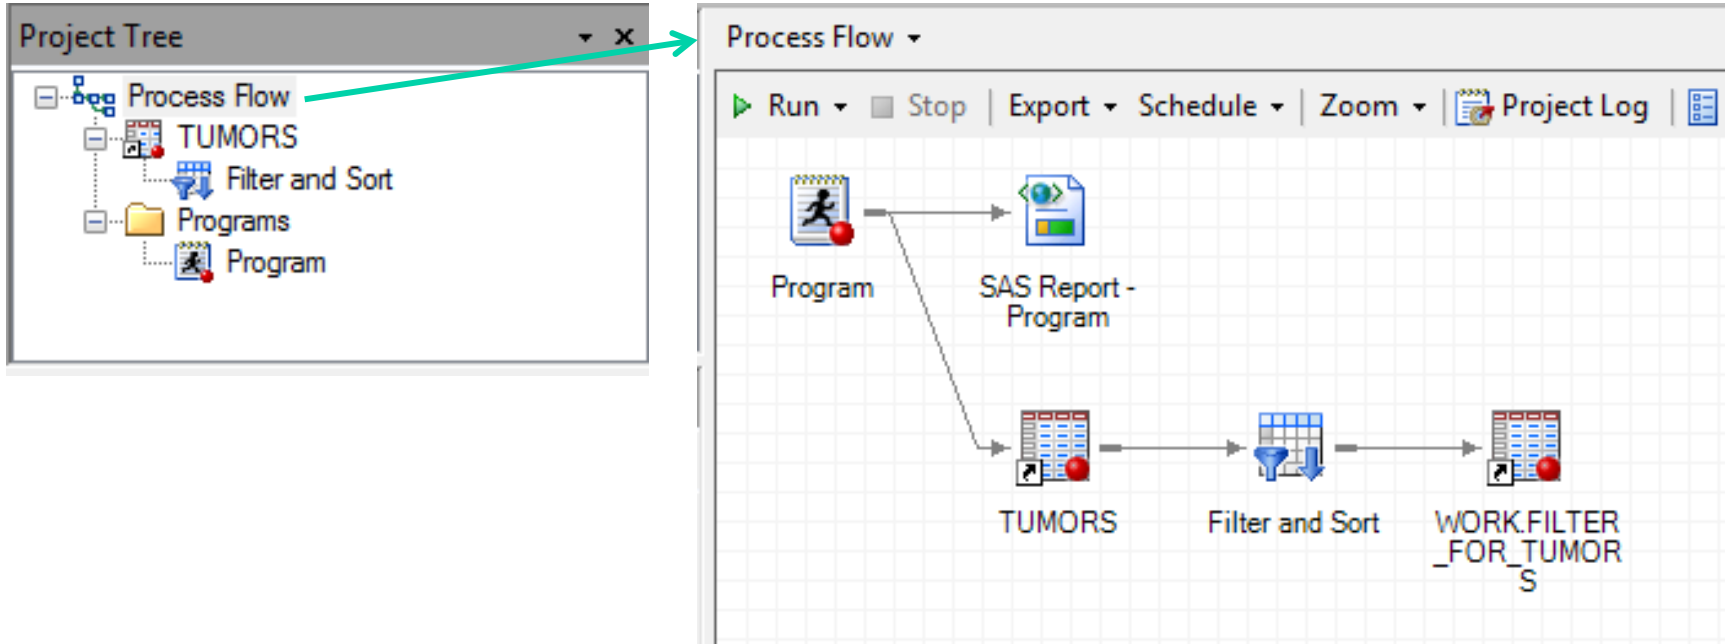 Project Tree
Process Flow
TUMORS
Filter and Sort
Programs
Program
Process Flow
Run Stop Export Schedule Zoom Project Log
Program
SAS Report -
Program
TUMORS
Filter and Sort
WORK.FILTER
_FOR_TUMOR
S